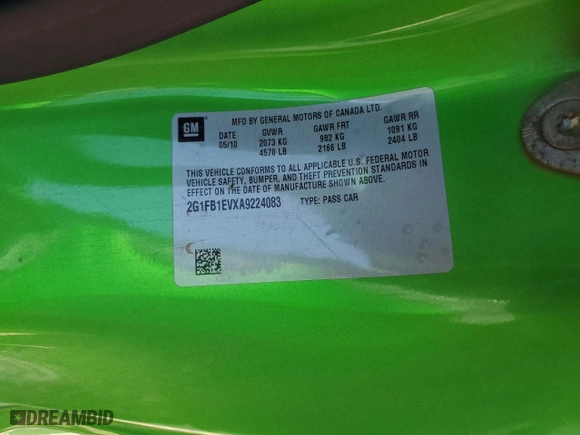 GM
MFD BY GENERAL MOTORS OF CANADA LTD.
DATE GVWR GAWR FRT GAWR RR
05/10 2073 KG 982 KG 1091 KG
4570 LB 2166 LB 2404 LB
THIS VEHICLE CONFORMS TO ALL APPLICABLE U.S. FEDERAL MOTOR
VEHICLE SAFETY, BUMPER, AND THEFT PREVENTION STANDARDS IN
EFFECT ON THE DATE OF MANUFACTURE SHOWN ABOVE.
2G1FB1EVXA9224083 TYPE: PASS CAR
DREAMBID